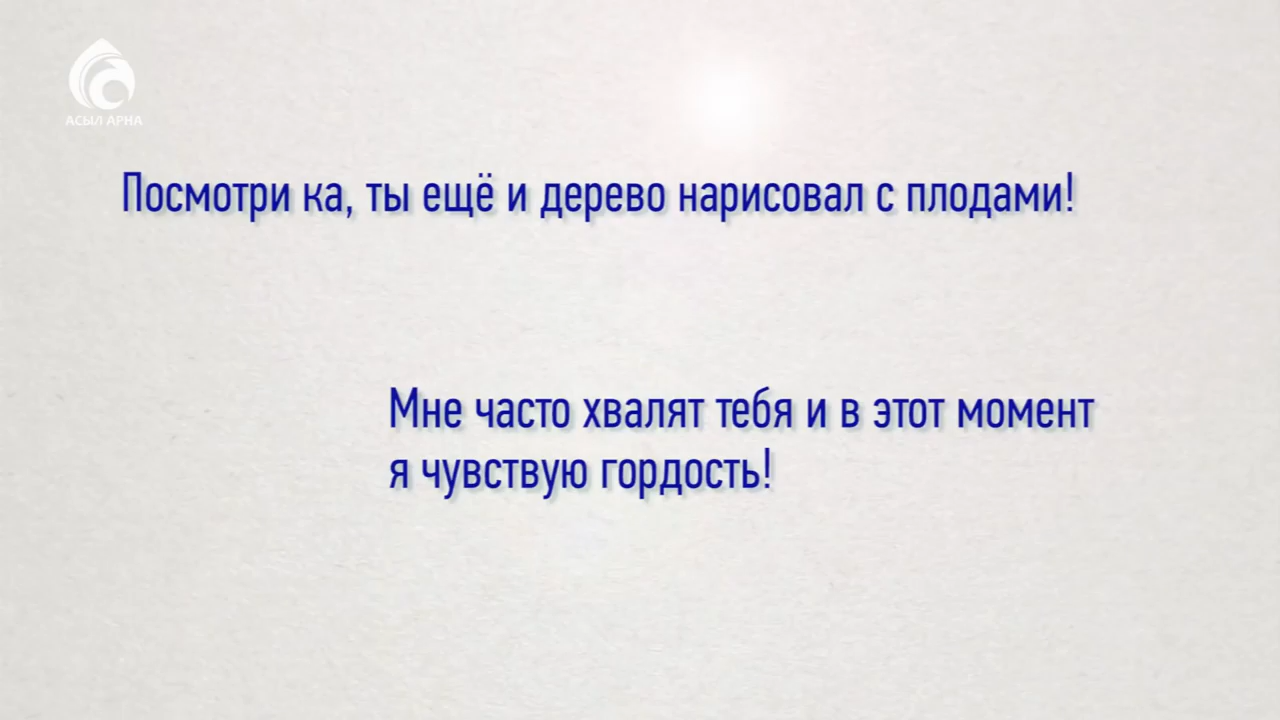 АСЫЛ АРНА
Посмотри ка, ты ещё и дерево нарисовал с плодами!
Мне часто хвалят тебя и в этот момент
я чувствую гордость!